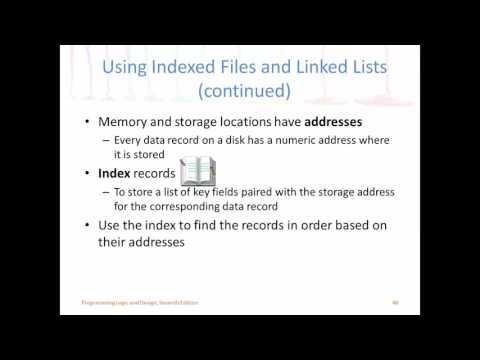 Using Indexed Files and Linked Lists
(continued)
• Memory and storage locations have addresses
– Every data record on a disk has a numeric address where
it is stored
• Index records
– To store a list of key fields paired with the storage address
for the corresponding data record
• Use the index to find the records in order based on
their addresses
Programming Logic and Design, Seventh Edition